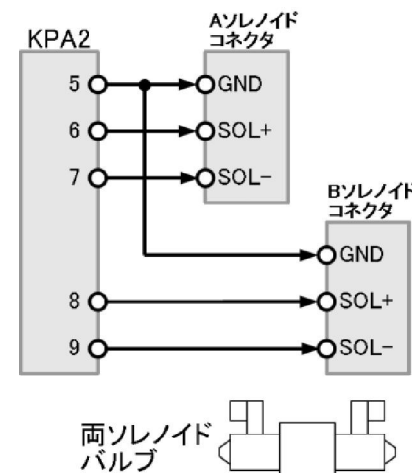 Aソレノイド
コネクタ
KPA2
5
GND
6
SOL+
7
SOL-
Bソレノイド
コネクタ
GND
8
SOL+
9
SOL-
両ソレノイド
バルブ